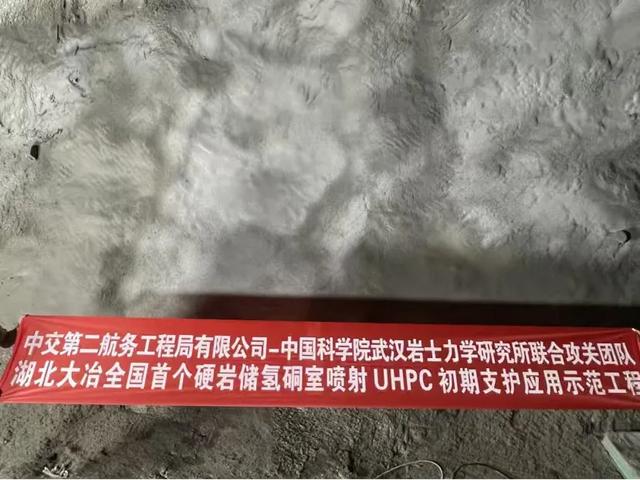 中交第二航务工程局有限公司-中国科学院武汉岩土力学研究所联合攻关团队
湖北大冶全国首个硬岩储氢硐室喷射 UHPC 初期支护应用示范工程